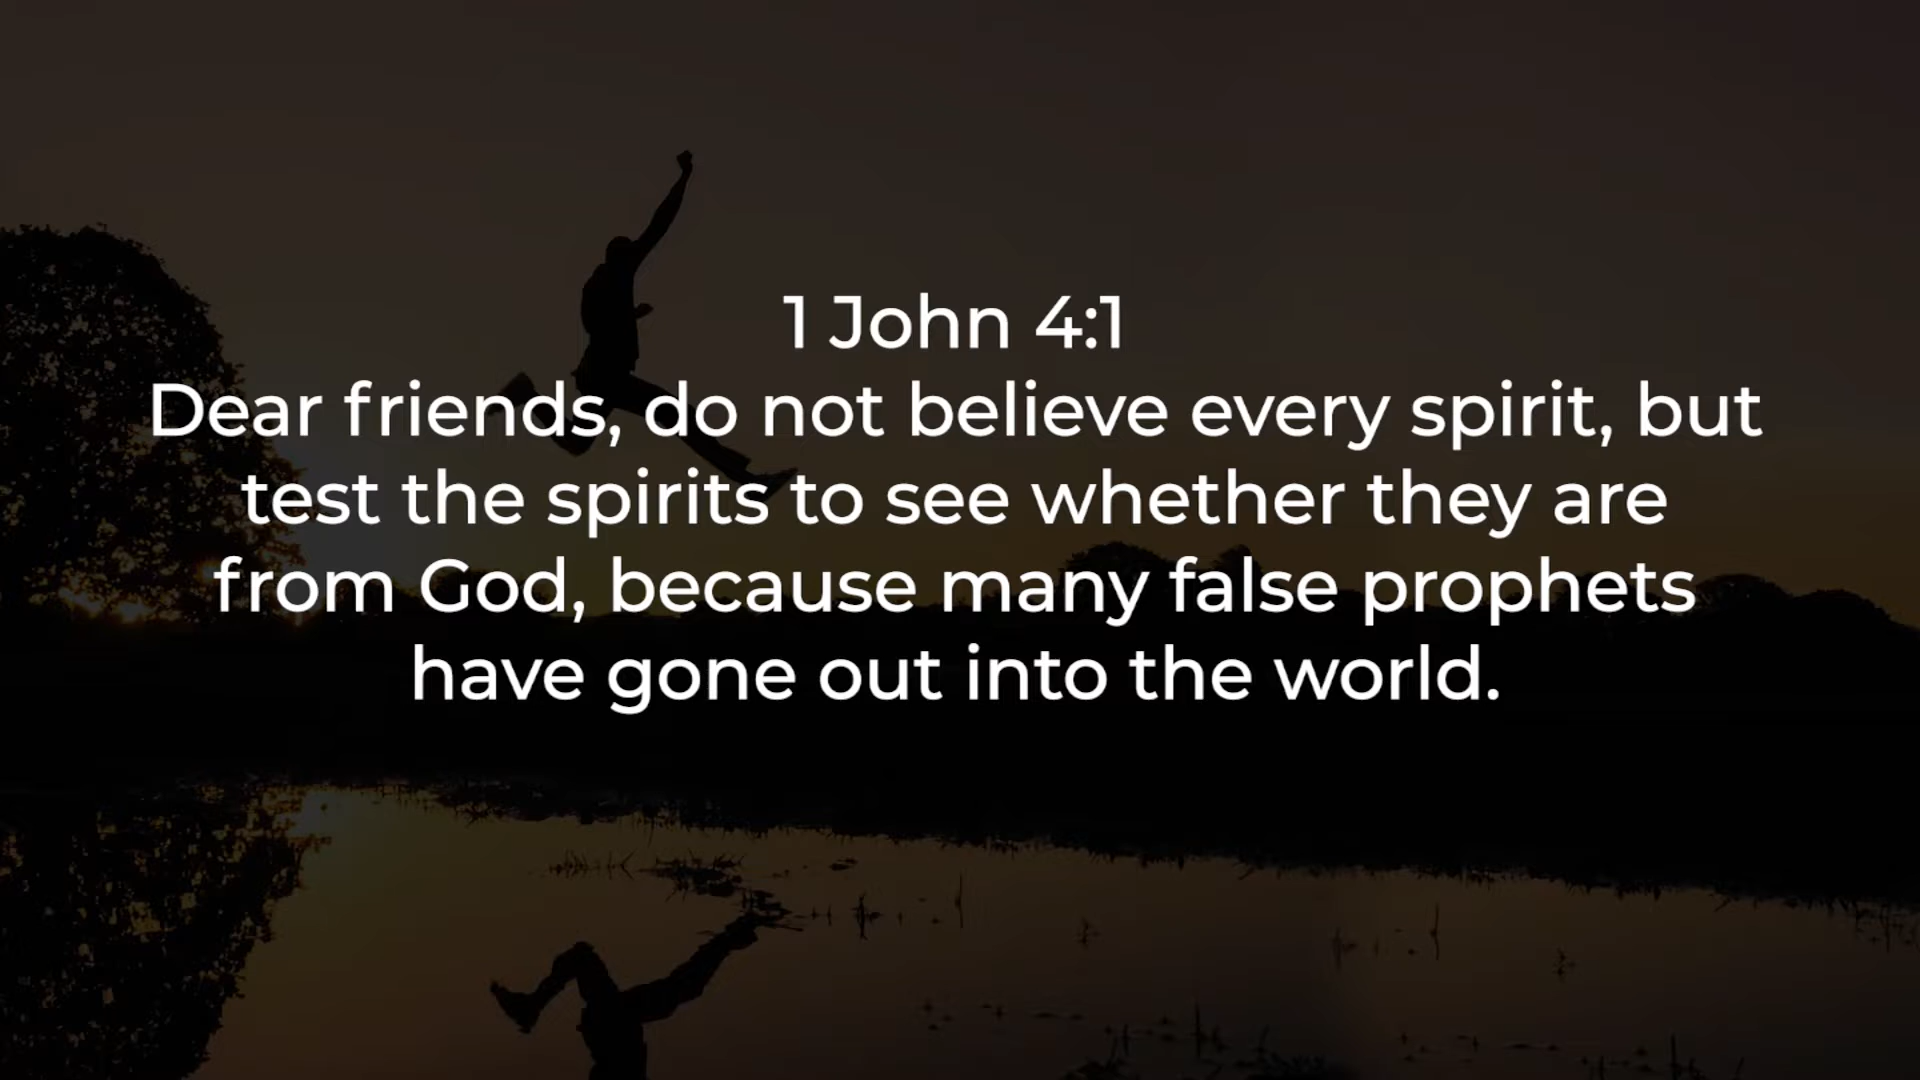 1 John 4:1
Dear friends, do not believe every spirit, but
test the spirits to see whether they are
from God, because many false prophets
have gone out into the world.